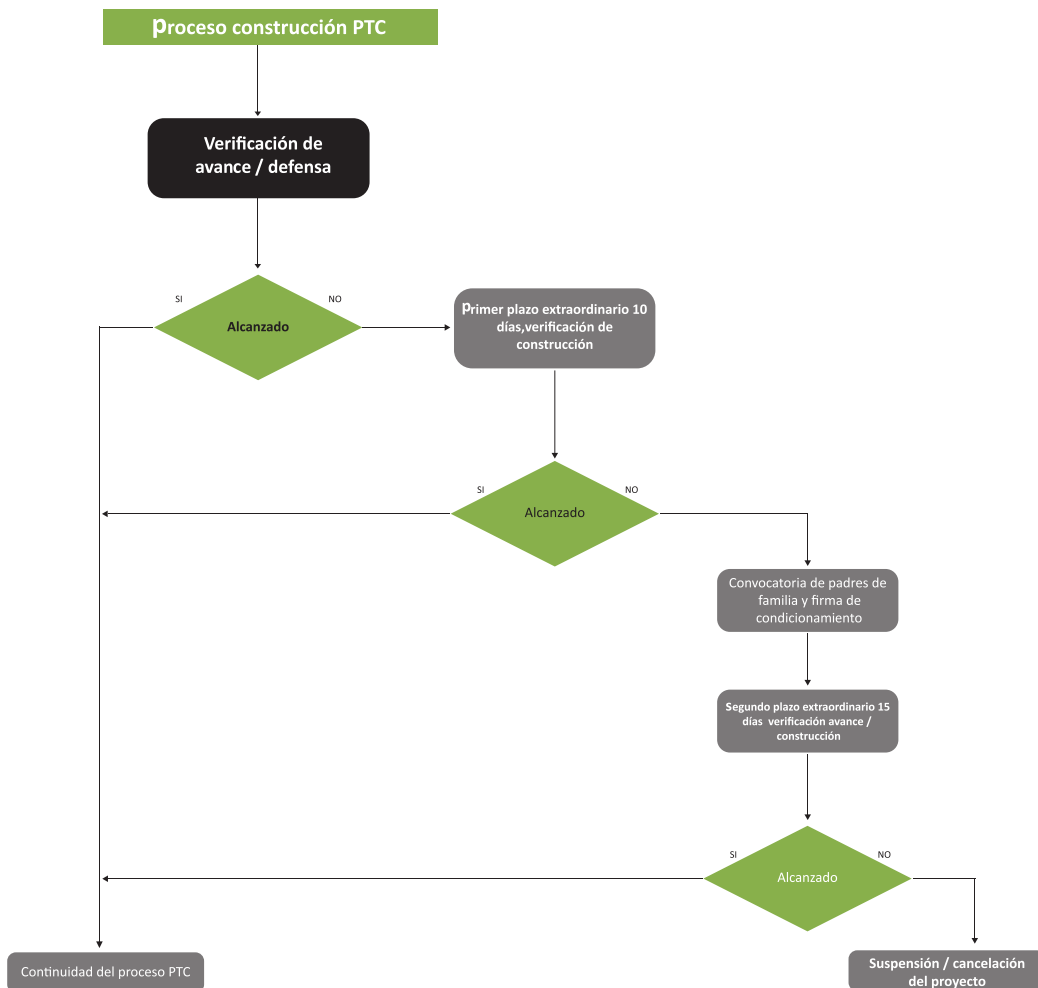 proceso construcción PTC
Verificación de
avance / defensa
SI
NO
Alcanzado
primer plazo extraordinario 10
días,verificación de
construcción
SI
NO
Alcanzado
Convocatoria de padres de
familia y firma de
condicionamiento
Segundo plazo extraordinario 15
días verificación avance /
construcción
SI
NO
Alcanzado
Continuidad del proceso PTC
Suspensión / cancelación
del proyecto